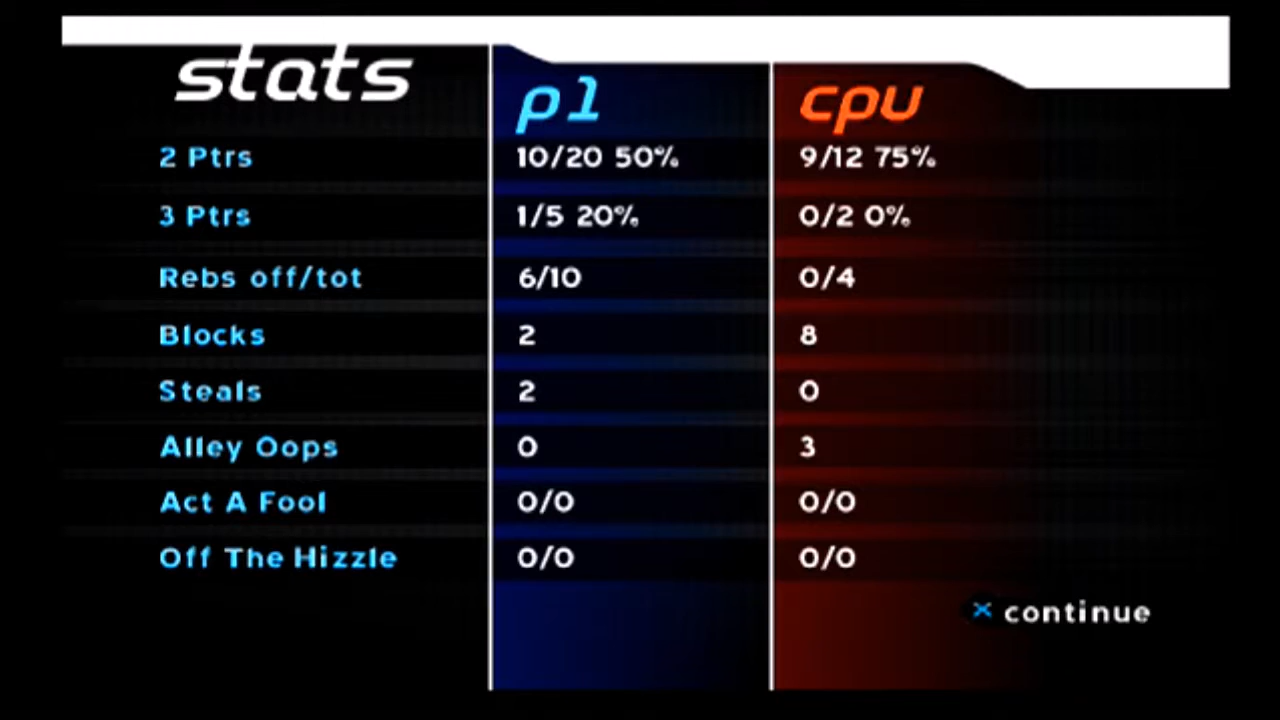 stats p1 cpu
2 Ptrs 10/20 50% 9/12 75%
3 Ptrs 1/5 20% 0/2 0%
Rebs off/tot 6/10 0/4
Blocks 2 8
Steals 2 0
Alley Oops 0 3
Act A Fool 0/0 0/0
Off The Hizzle 0/0 0/0
continue